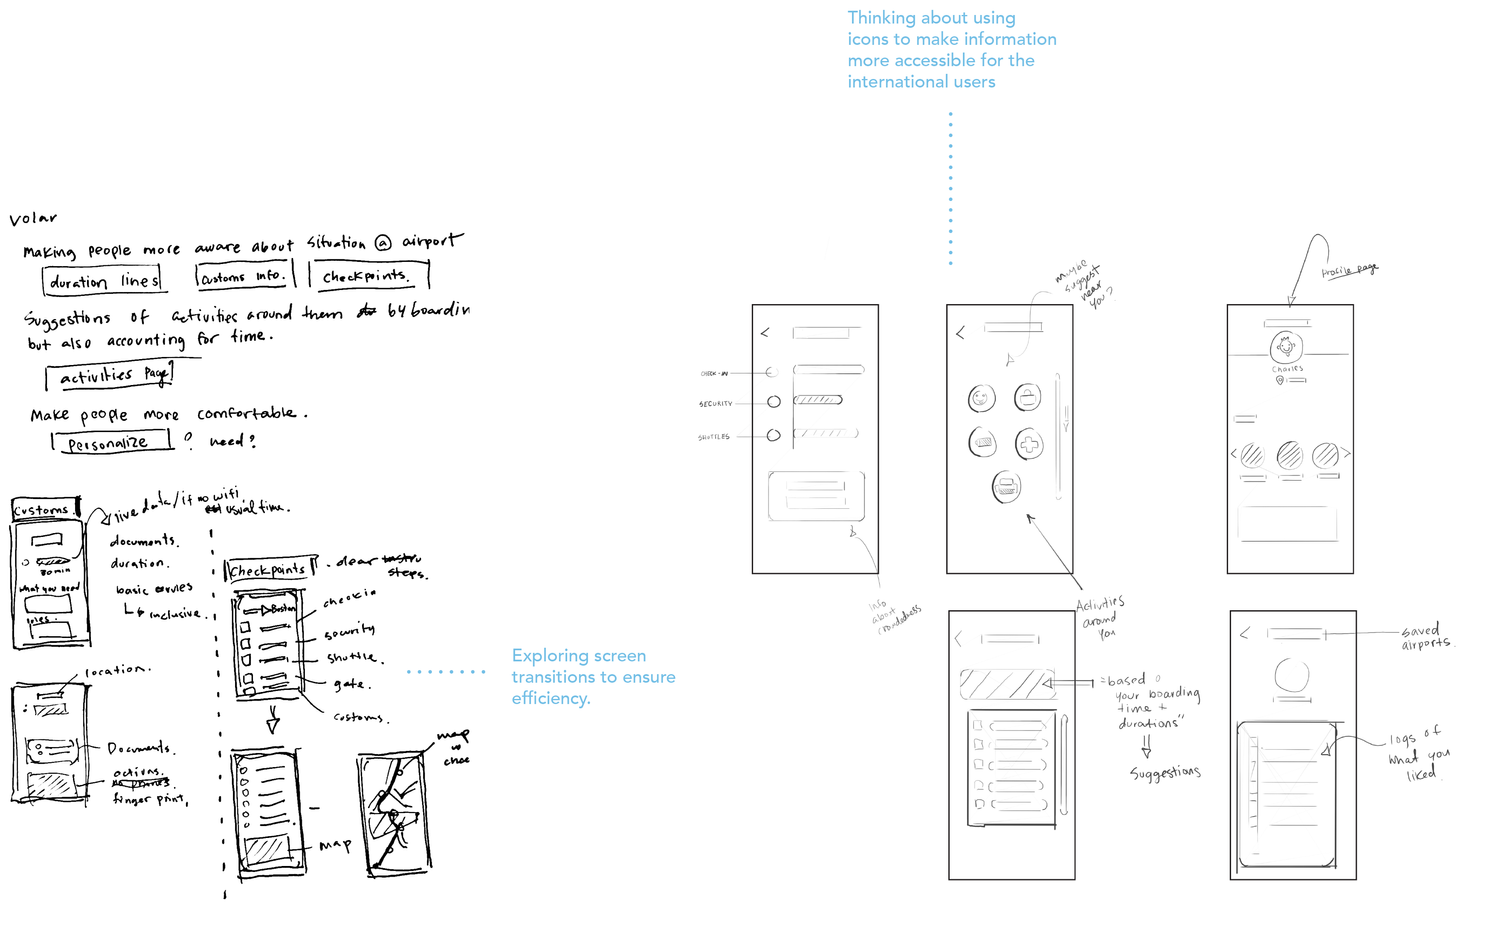 Thinking about using
icons to make information
more accessible for the
international users
Volar
Making people more aware about situation @ airport
duration lines
Customs Info.
Checkpoints.
Suggestions of activities around them by boardin
but also accounting for time.
activities Page
Make people more comfortable.
Personalize ? need?
Customs.
live data/if no wifi,
usual time.
documents.
duration.
basic rules
inclusive.
30 min
what you need
rules.
location.
Documents.
actions.
finger print,
Checkpoints
. clear
steps.
Boston
checkin
security
shuttle.
gate.
customs.
map
map
Exploring screen
transitions to ensure
efficiency.
CHECK-IN
SECURITY
SHUTTLES
Info
about
crowdedness
maybe
suggest
near
you?
Activities
around
you
Profile page
Charles
"based
your boarding
time +
durations"
Suggestions
saved
airports.
logs of
what you
liked.